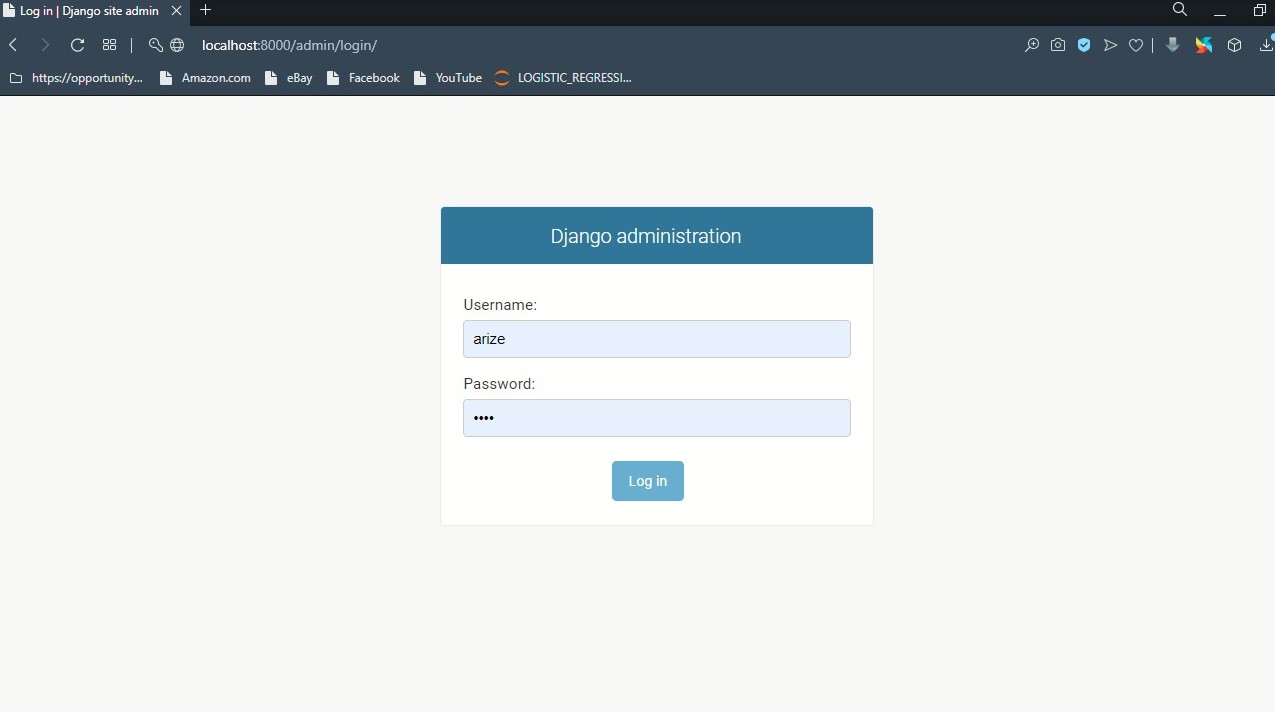 Log in | Django site admin
localhost:8000/admin/login/
https://opportunity... Amazon.com eBay Facebook YouTube LOGISTIC_REGRESSI...
Django administration
Username:
arize
Password:
••••
Log in